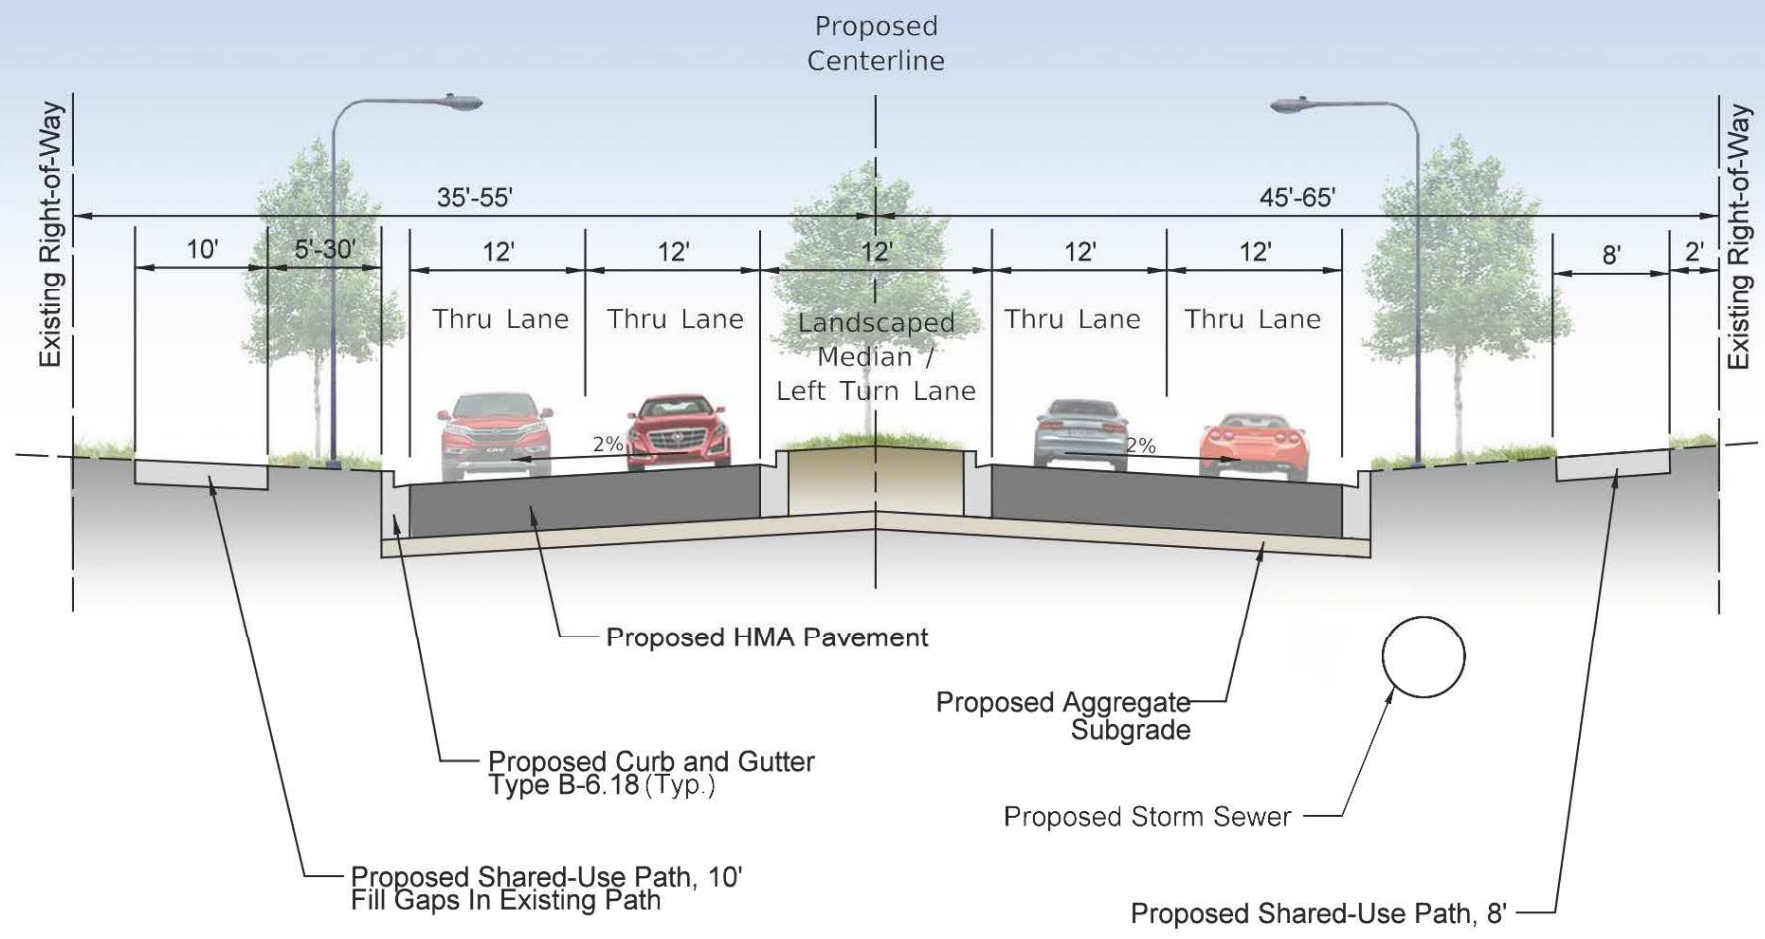 Proposed
Centerline
Existing Right-of-Way
Existing Right-of-Way
35'-55'
45'-65'
10'
5'-30'
12'
12'
12'
12'
12'
8'
2'
Thru Lane
Thru Lane
Landscaped
Median /
Left Turn Lane
Thru Lane
Thru Lane
2%
2%
Proposed HMA Pavement
Proposed Aggregate
Subgrade
Proposed Curb and Gutter
Type B-6.18 (Typ.)
Proposed Storm Sewer
Proposed Shared-Use Path, 10'
Fill Gaps In Existing Path
Proposed Shared-Use Path, 8'